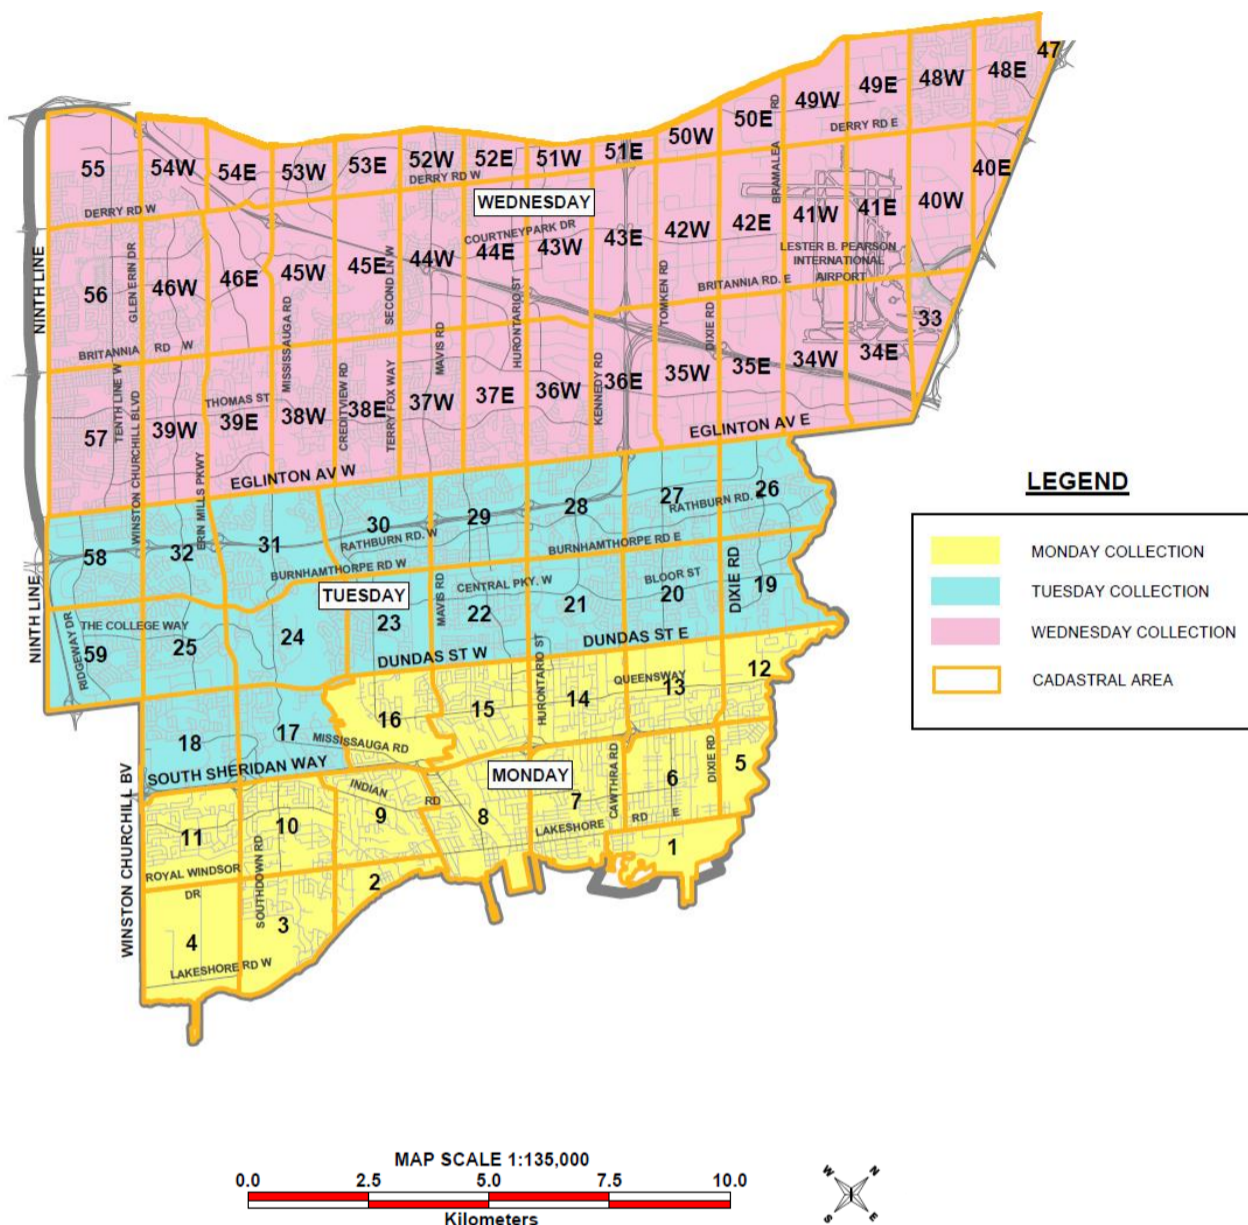 47
48E
48W
49E
49W
50E
50W
BRAMALEA RD
DERRY RD E
51E
51W
52E
52W
53E
53W
54E
54W
55
DERRY RD W
DERRY RD W
WEDNESDAY
40E
40W
41E
41W
42E
42W
43E
43W
44E
44W
45E
45W
46E
46W
56
COURTNEYPARK DR
LESTER B. PEARSON
INTERNATIONAL
AIRPORT
BRITANNIA RD. E
NINTH LINE
GLEN ERIN DR
MISSISSAUGA RD
SECOND LN W
MAVIS RD
HURONTARIO ST
TOMKEN RD
DIXIE RD
BRITANNIA RD W
33
34E
34W
35E
35W
36E
36W
37E
37W
38E
38W
39E
39W
57
THOMAS ST
TENTH LINE W
WINSTON CHURCHILL BLVD
ERIN MILLS PKWY
CREDITVIEW RD
TERRY FOX WAY
KENNEDY RD
EGLINTON AV E
EGLINTON AV W
26
27
28
29
30
31
32
58
RATHBURN RD. E
RATHBURN RD. W
BURNHAMTHORPE RD E
BURNHAMTHORPE RD W
TUESDAY
NINTH LINE
RIDGEWAY DR
THE COLLEGE WAY
MAVIS RD
CENTRAL PKY. W
BLOOR ST
DIXIE RD
19
20
21
22
23
24
25
59
DUNDAS ST E
DUNDAS ST W
HURONTARIO ST
QUEENSWAY
12
13
14
15
16
17
18
MISSISSAUGA RD
SOUTH SHERIDAN WAY
MONDAY
WINSTON CHURCHILL BV
INDIAN RD
CAWTHRA RD
DIXIE RD
5
6
7
8
9
10
11
LAKESHORE RD E
1
ROYAL WINDSOR DR
SOUTHDOWN RD
2
3
4
LAKESHORE RD W
LEGEND
MONDAY COLLECTION
TUESDAY COLLECTION
WEDNESDAY COLLECTION
CADASTRAL AREA
MAP SCALE 1:135,000
0.0 2.5 5.0 7.5 10.0
Kilometers
W N
S E